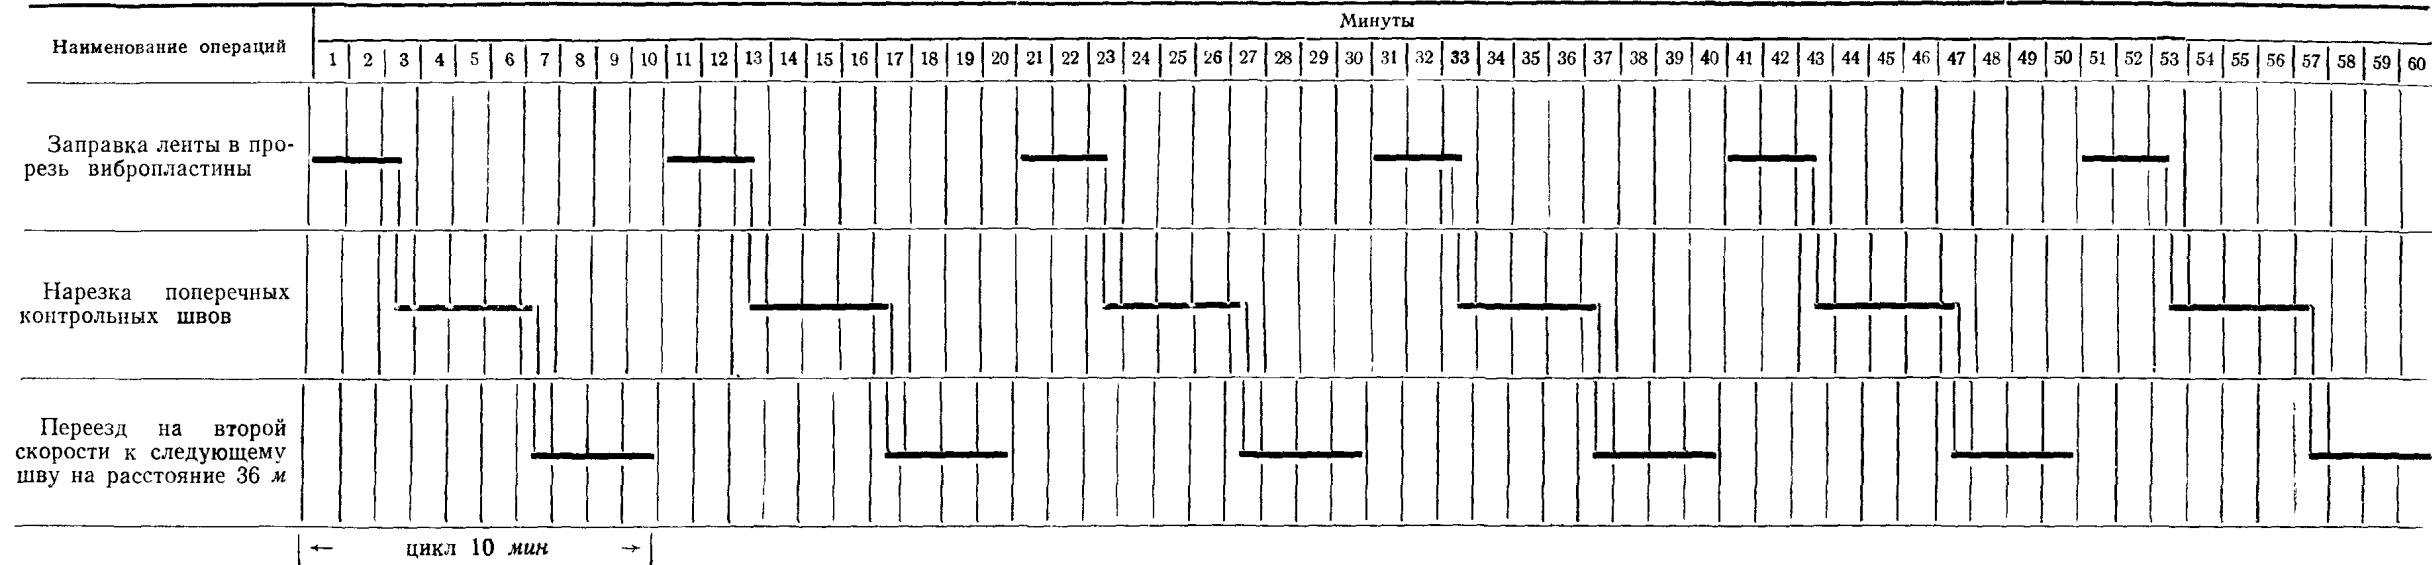 Минуты
Наименование операций
1 2 3 4 5 6 7 8 9 10 11 12 13 14 15 16 17 18 19 20 21 22 23 24 25 26 27 28 29 30 31 32 33 34 35 36 37 38 39 40 41 42 43 44 45 46 47 48 49 50 51 52 53 54 55 56 57 58 59 60
Заправка ленты в про-
резь вибропластины
Нарезка поперечных
контрольных швов
Переезд на второй
скорости к следующему
шву на расстояние 36 м
← цикл 10 мин →